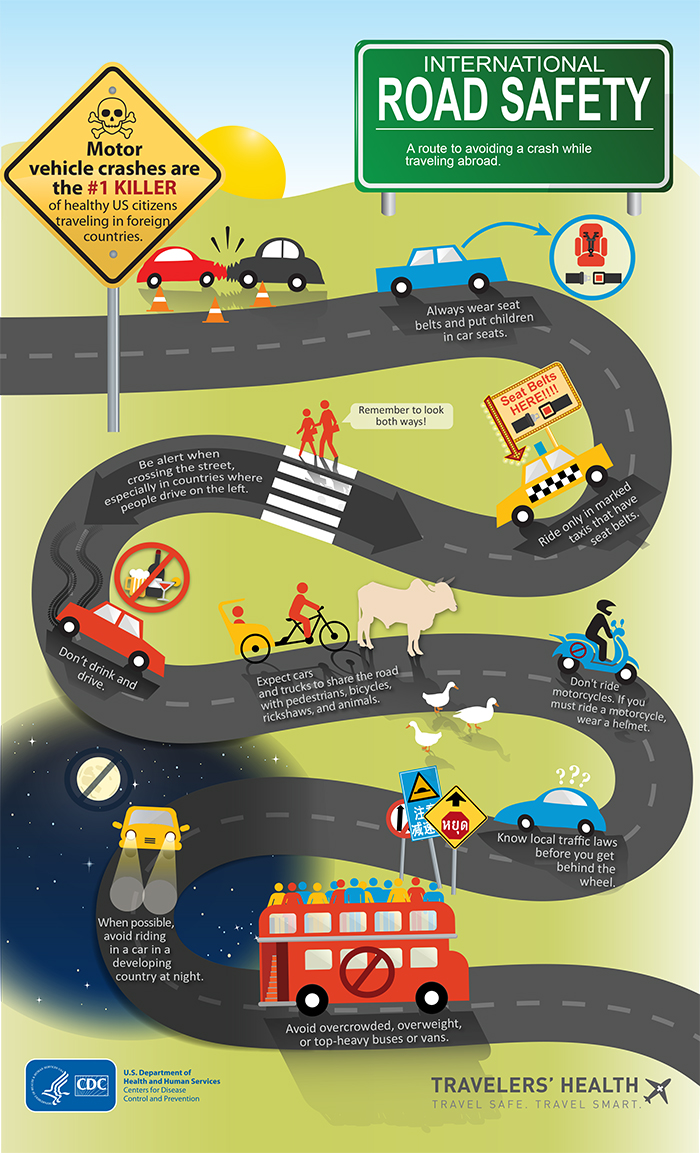 INTERNATIONAL
ROAD SAFETY
A route to avoiding a crash while
traveling abroad.
Motor
vehicle crashes are
the #1 KILLER
of healthy US citizens
traveling in foreign
countries.
Always wear seat
belts and put children
in car seats.
Seat Belts
HERE!!!!
Ride only in marked
taxis that have
seat belts.
Remember to look
both ways!
Be alert when
crossing the street,
especially in countries where
people drive on the left.
Don't drink and
drive.
Expect cars
and trucks to share the road
with pedestrians, bicycles,
rickshaws, and animals.
Don't ride
motorcycles. If you
must ride a motorcycle,
wear a helmet.
???
注意
减速
หยุด
Know local traffic laws
before you get
behind the
wheel.
When possible,
avoid riding
in a car in a
developing
country at night.
Avoid overcrowded, overweight,
or top-heavy buses or vans.
CDC
U.S. Department of
Health and Human Services
Centers for Disease
Control and Prevention
TRAVELERS' HEALTH
TRAVEL SAFE. TRAVEL SMART.